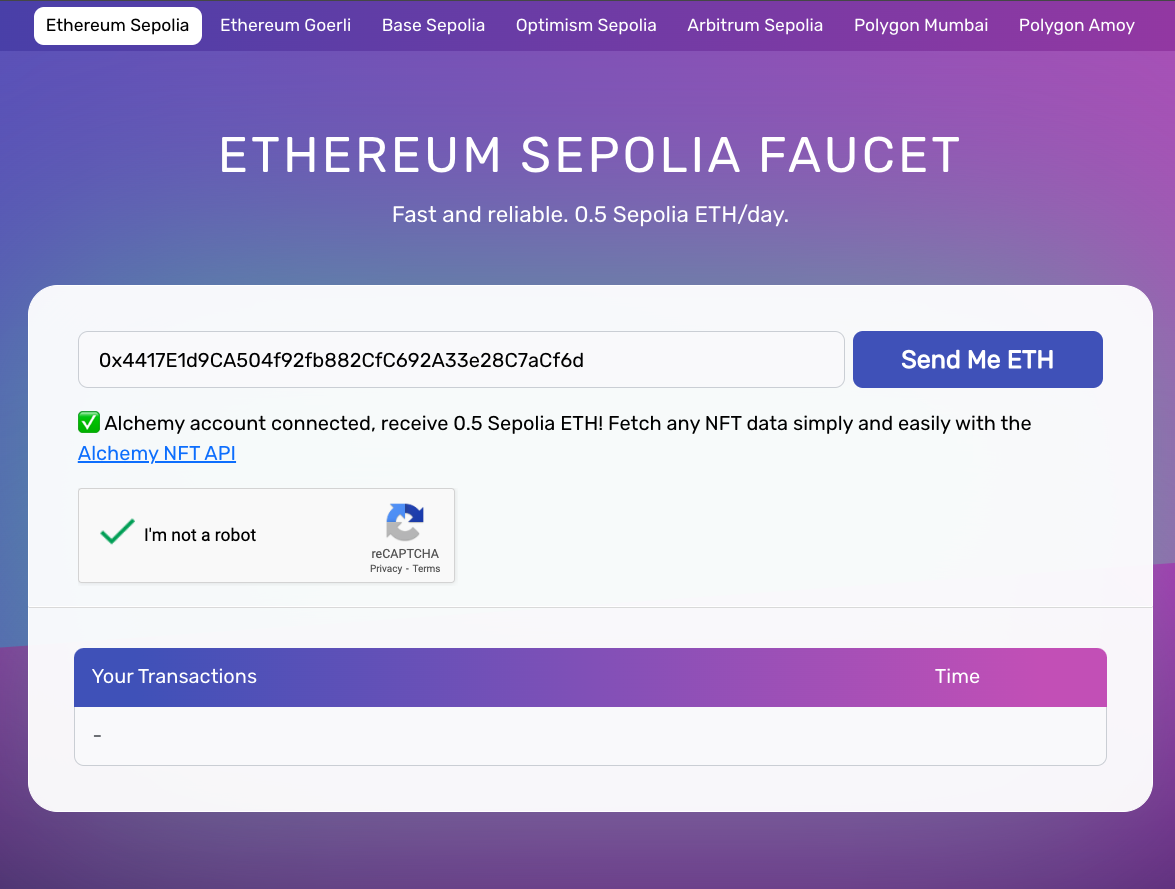 Ethereum Sepolia Ethereum Goerli Base Sepolia Optimism Sepolia Arbitrum Sepolia Polygon Mumbai Polygon Amoy
ETHEREUM SEPOLIA FAUCET
Fast and reliable. 0.5 Sepolia ETH/day.
0x4417E1d9CA504f92fb882CfC692A33e28C7aCf6d Send Me ETH
✅ Alchemy account connected, receive 0.5 Sepolia ETH! Fetch any NFT data simply and easily with the
Alchemy NFT API
I'm not a robot
reCAPTCHA
Privacy - Terms
Your Transactions Time
-